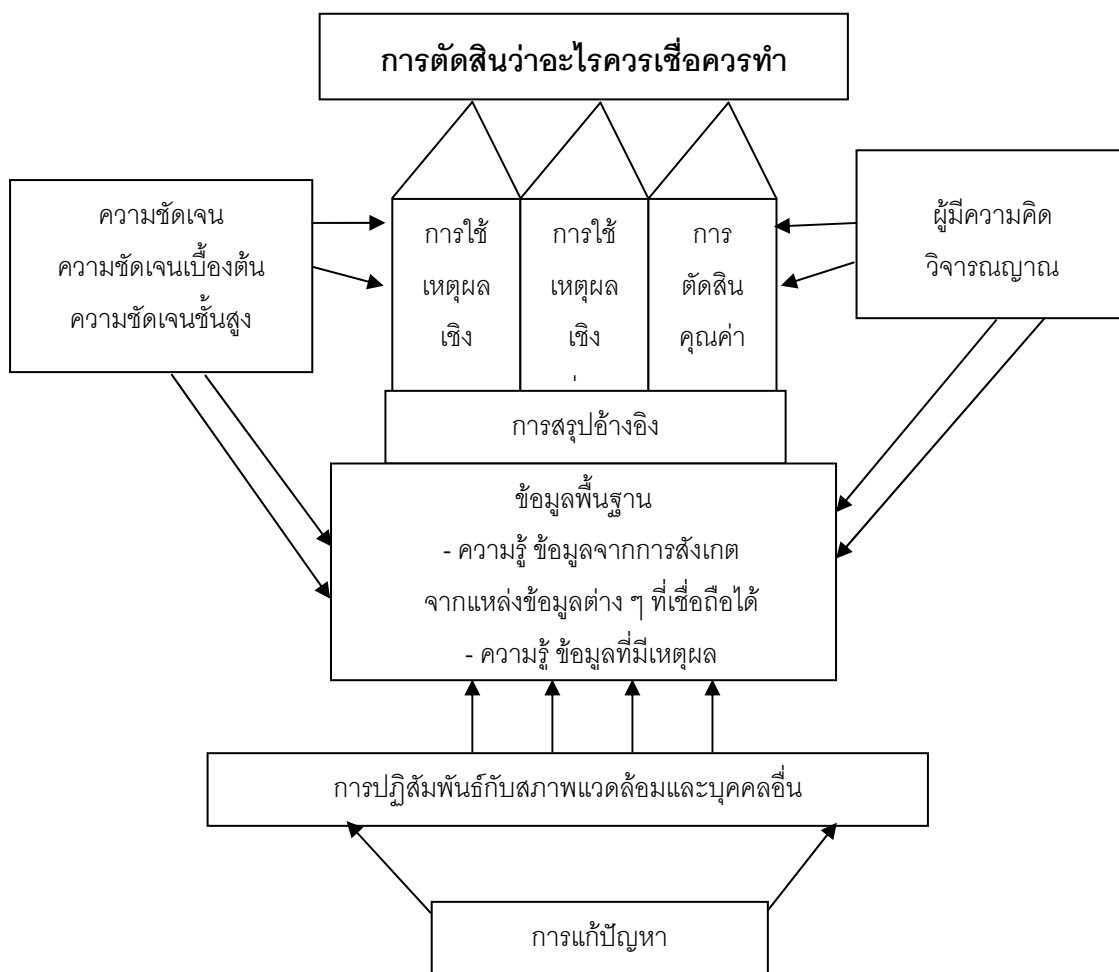 การตัดสินว่าอะไรควรเชื่อควรทำ
ความชัดเจน
ความชัดเจนเบื้องต้น
ความชัดเจนชั้นสูง
การใช้
เหตุผล
เชิง
การใช้
เหตุผล
เชิง
การ
ตัดสิน
คุณค่า
ผู้มีความคิด
วิจารณญาณ
การสรุปอ้างอิง
ข้อมูลพื้นฐาน
- ความรู้ ข้อมูลจากการสังเกต
จากแหล่งข้อมูลต่าง ๆ ที่เชื่อถือได้
- ความรู้ ข้อมูลที่มีเหตุผล
การปฏิสัมพันธ์กับสภาพแวดล้อมและบุคคลอื่น
การแก้ปัญหา